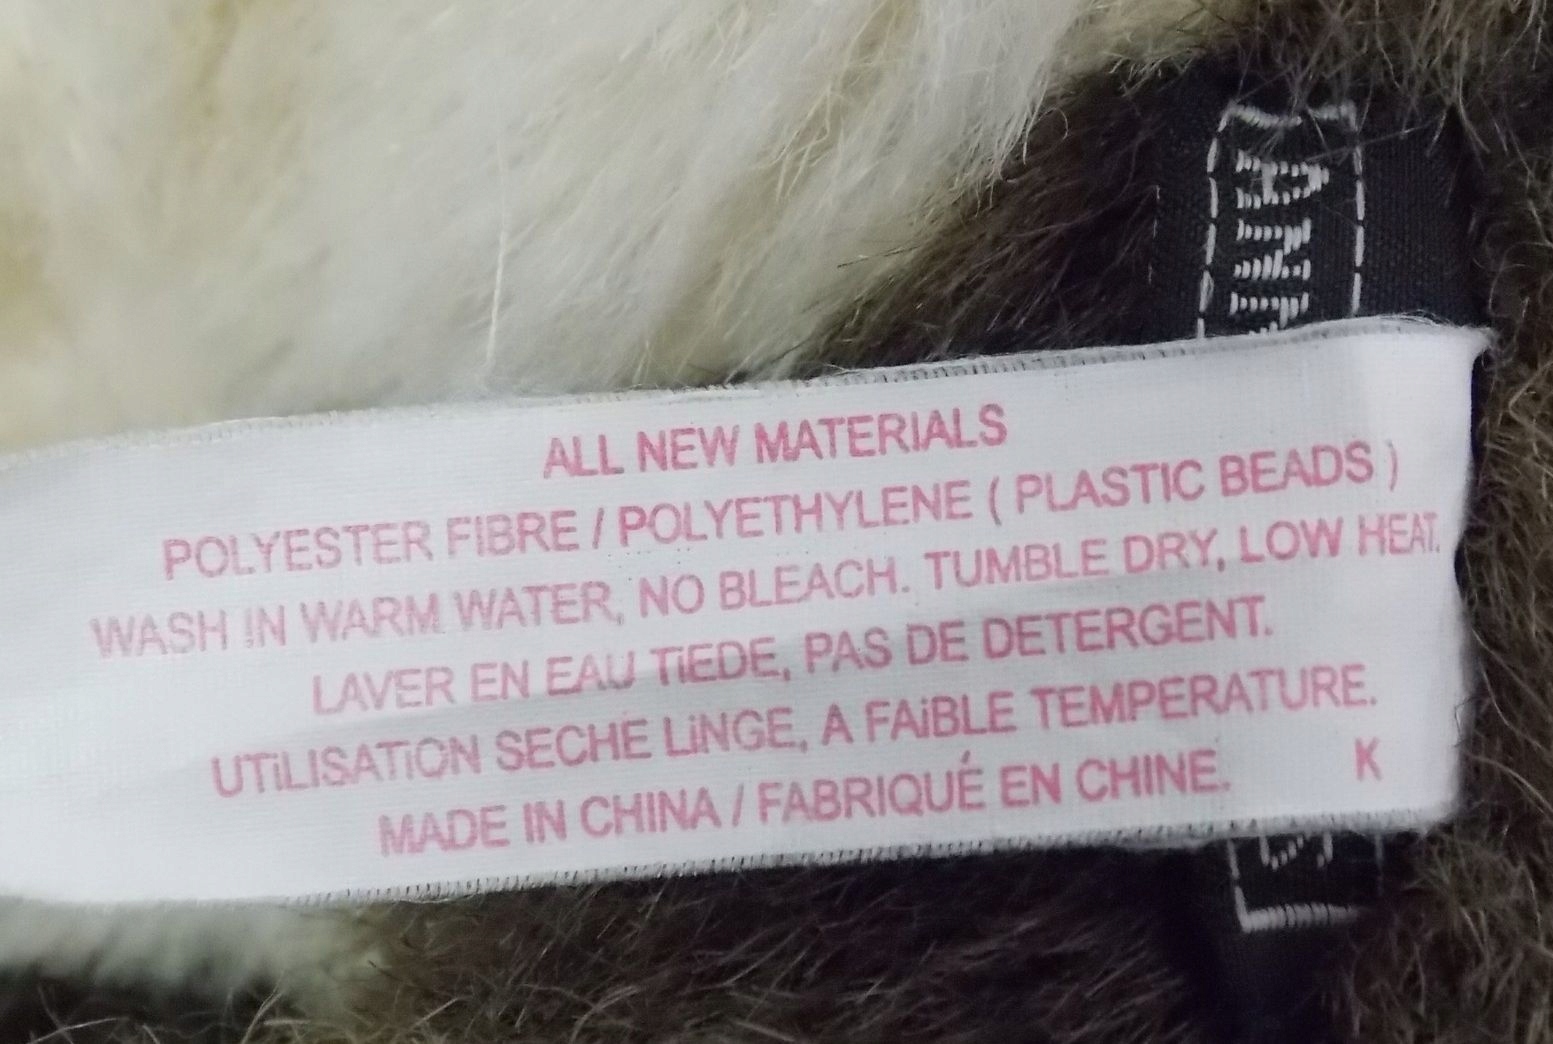 ALL NEW MATERIALS
POLYESTER FIBRE / POLYETHYLENE ( PLASTIC BEADS )
WASH IN WARM WATER, NO BLEACH. TUMBLE DRY, LOW HEAT.
LAVER EN EAU TiEDE, PAS DE DETERGENT.
UTiLISATiON SECHE LiNGE, A FAiBLE TEMPERATURE.
MADE IN CHINA / FABRIQUÉ EN CHINE. K